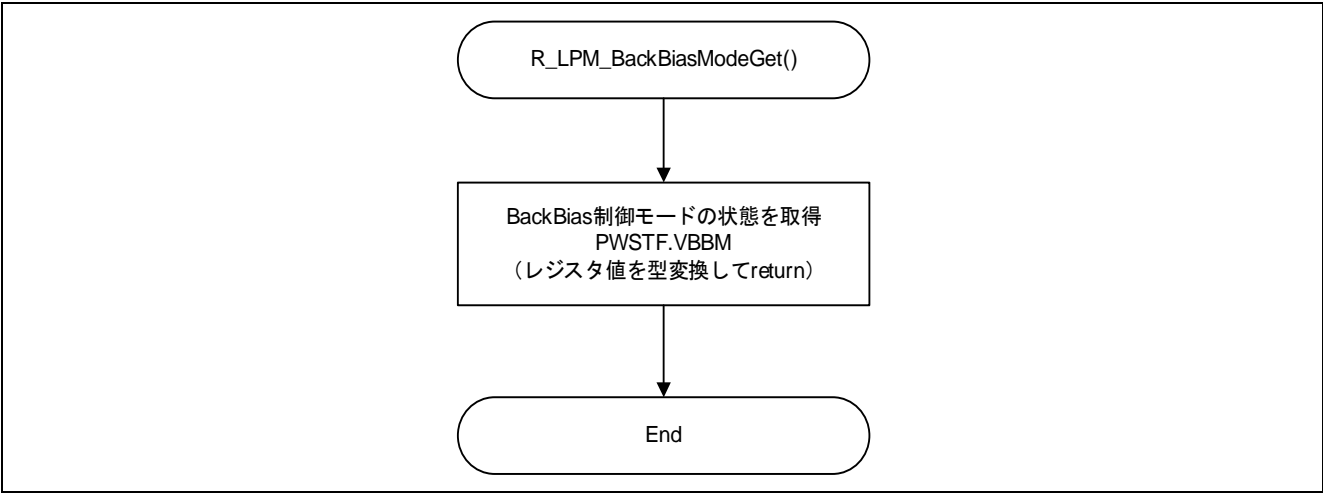 R_LPM_BackBiasModeGet()
BackBias制御モードの状態を取得
PWSTF.VBBM
（レジスタ値を型変換してreturn）
End